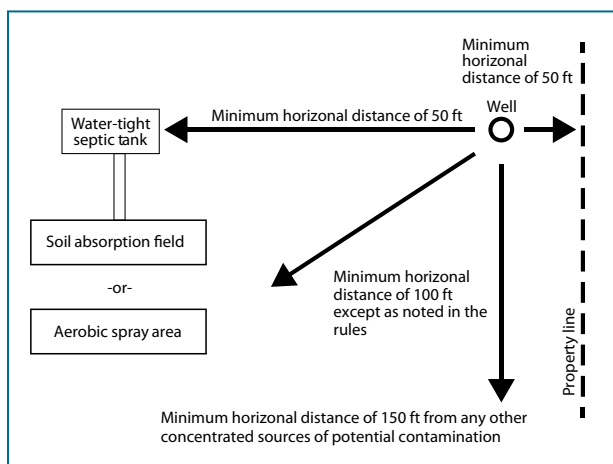 Minimum
horizonal
distance of 50 ft
Well
Minimum horizonal distance of 50 ft
Water-tight
septic tank
Soil absorption field
-or-
Aerobic spray area
Minimum horizonal
distance of 100 ft
except as noted in the
rules
Property line
Minimum horizonal distance of 150 ft from any other
concentrated sources of potential contamination